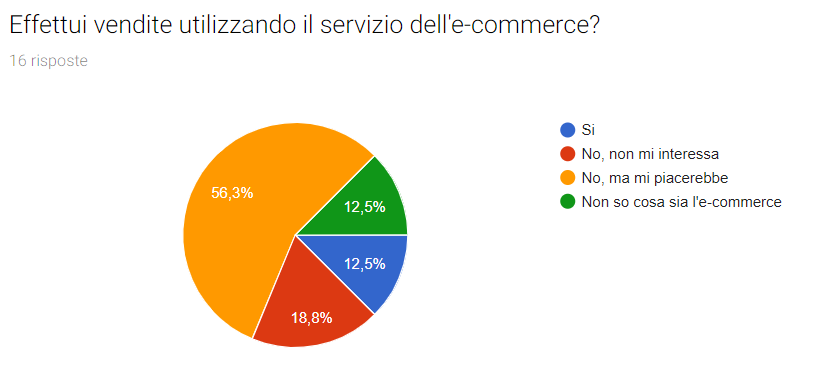 Effettui vendite utilizzando il servizio dell'e-commerce?
16 risposte
Si
No, non mi interessa
No, ma mi piacerebbe
Non so cosa sia l'e-commerce
56,3%
12,5%
12,5%
18,8%